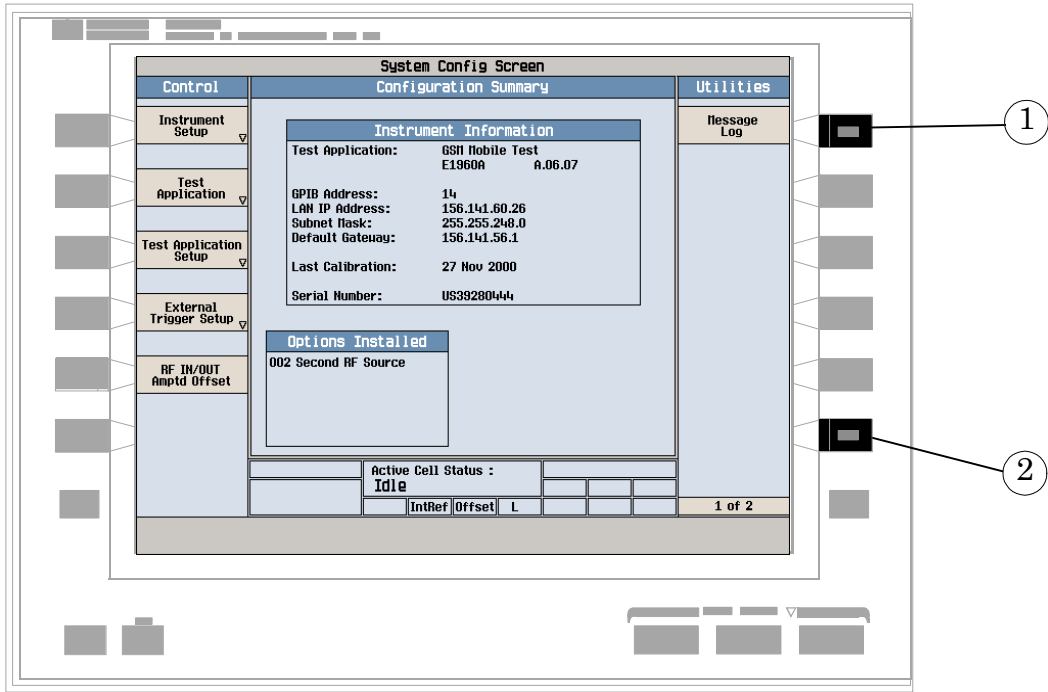 System Config Screen
Control
Configuration Summary
Utilities
Instrument
Setup
Test
Application
Test Application
Setup
External
Trigger Setup
RF IN/OUT
Amptd Offset
Instrument Information
Test Application: GSM Mobile Test
E1960A A.06.07
GPIB Address: 14
LAN IP Address: 156.141.60.26
Subnet Mask: 255.255.248.0
Default Gateway: 156.141.56.1
Last Calibration: 27 Nov 2000
Serial Number: US39280444
Options Installed
002 Second RF Source
Active Cell Status :
Idle
IntRef Offset L
Message
Log
1 of 2
1
2